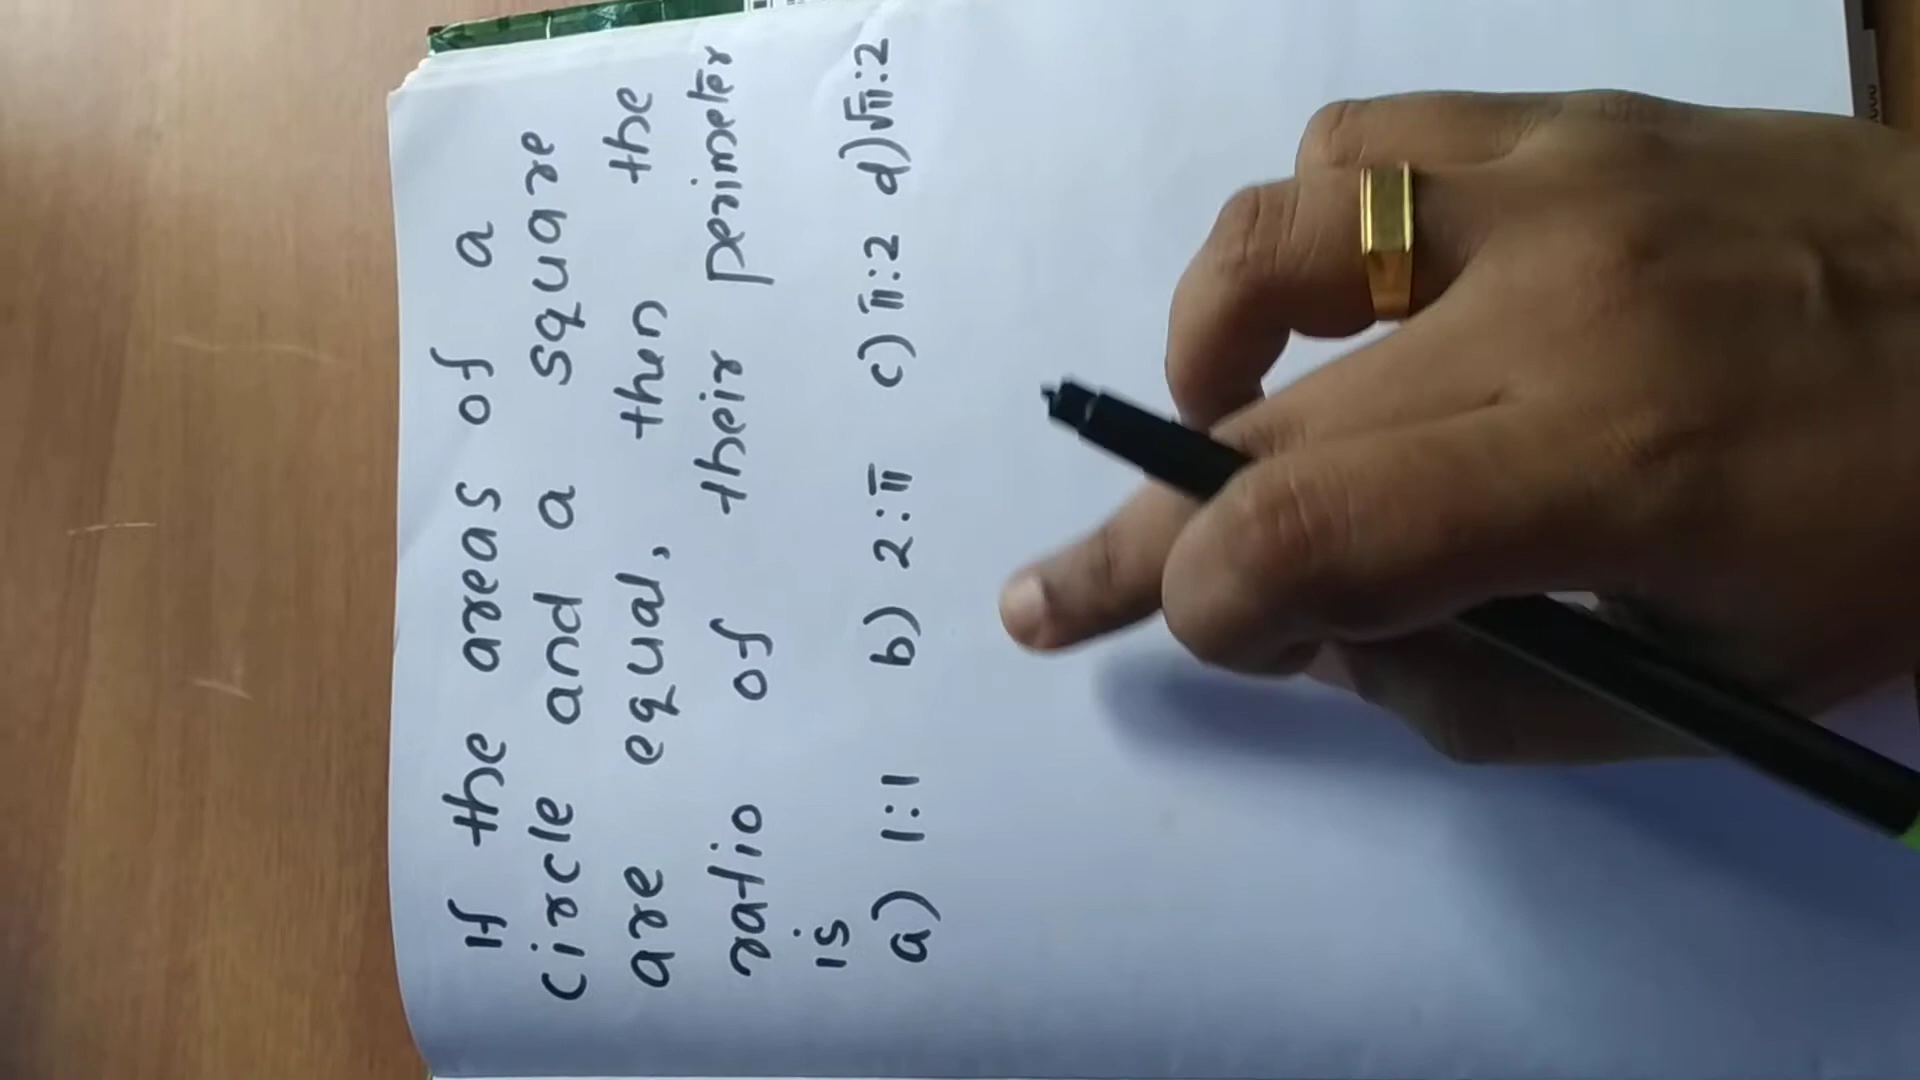 If the areas of a
circle and a square
are equal, then the
ratio of their perimeter
is
a) 1:1 b) 2:π c) π:2 d) √π:2